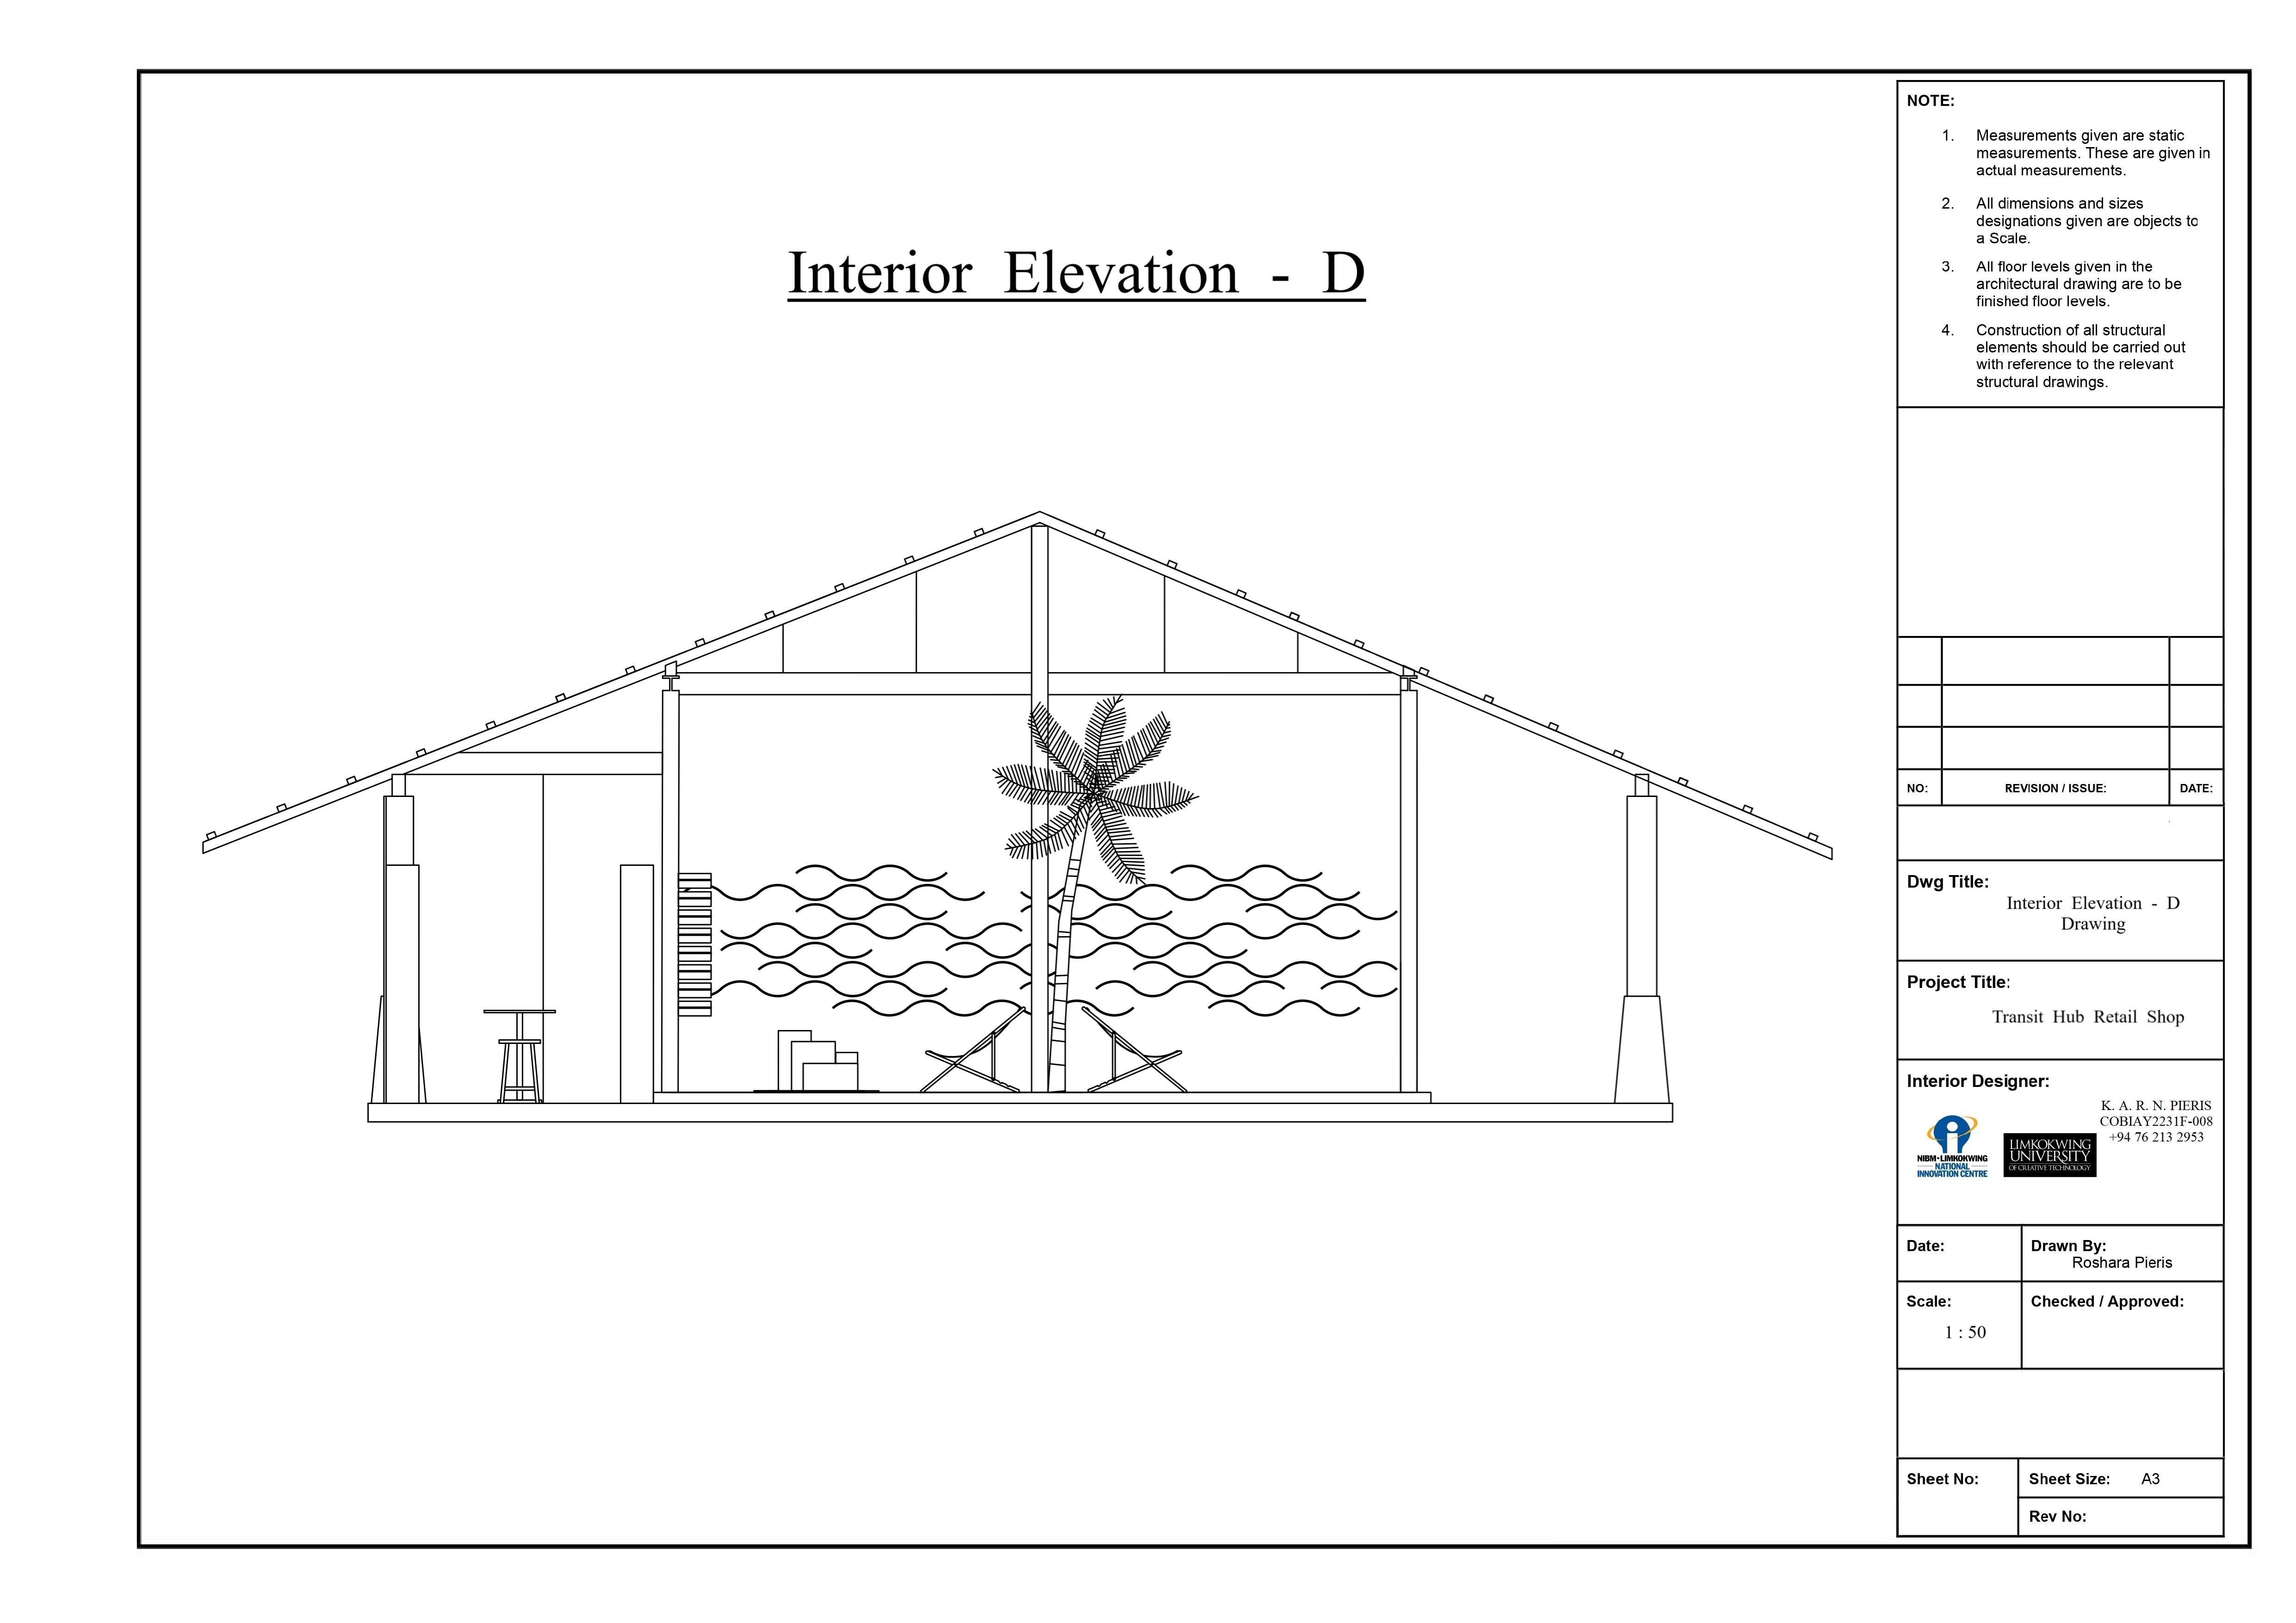 Interior Elevation - D
NOTE:
1. Measurements given are static
measurements. These are given in
actual measurements.
2. All dimensions and sizes
designations given are objects to
a Scale.
3. All floor levels given in the
architectural drawing are to be
finished floor levels.
4. Construction of all structural
elements should be carried out
with reference to the relevant
structural drawings.
NO: REVISION / ISSUE: DATE:
Dwg Title:
Interior Elevation - D
Drawing
Project Title:
Transit Hub Retail Shop
Interior Designer:
K. A. R. N. PIERIS
COBIAY2231F-008
+94 76 213 2953
NIBM-LIMKOKWING
NATIONAL
INNOVATION CENTRE
LIMKOKWING
UNIVERSITY
OF CREATIVE TECHNOLOGY
Date: Drawn By:
Roshara Pieris
Scale: Checked / Approved:
1 : 50
Sheet No: Sheet Size: A3
Rev No: